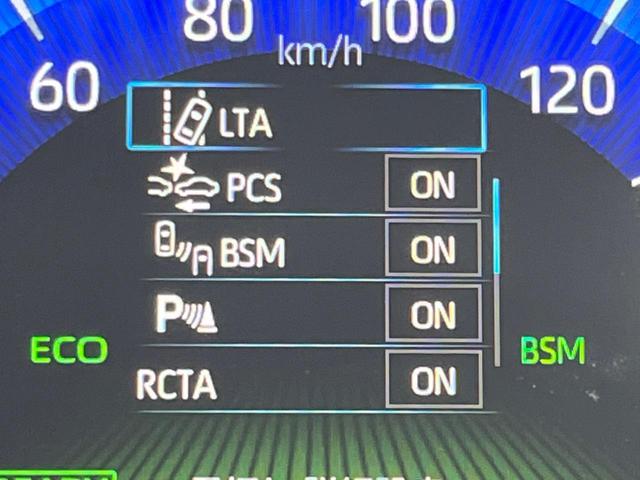 80 100
km/h
60 120
LTA
PCS ON
BSM ON
P ON
ECO BSM
RCTA ON